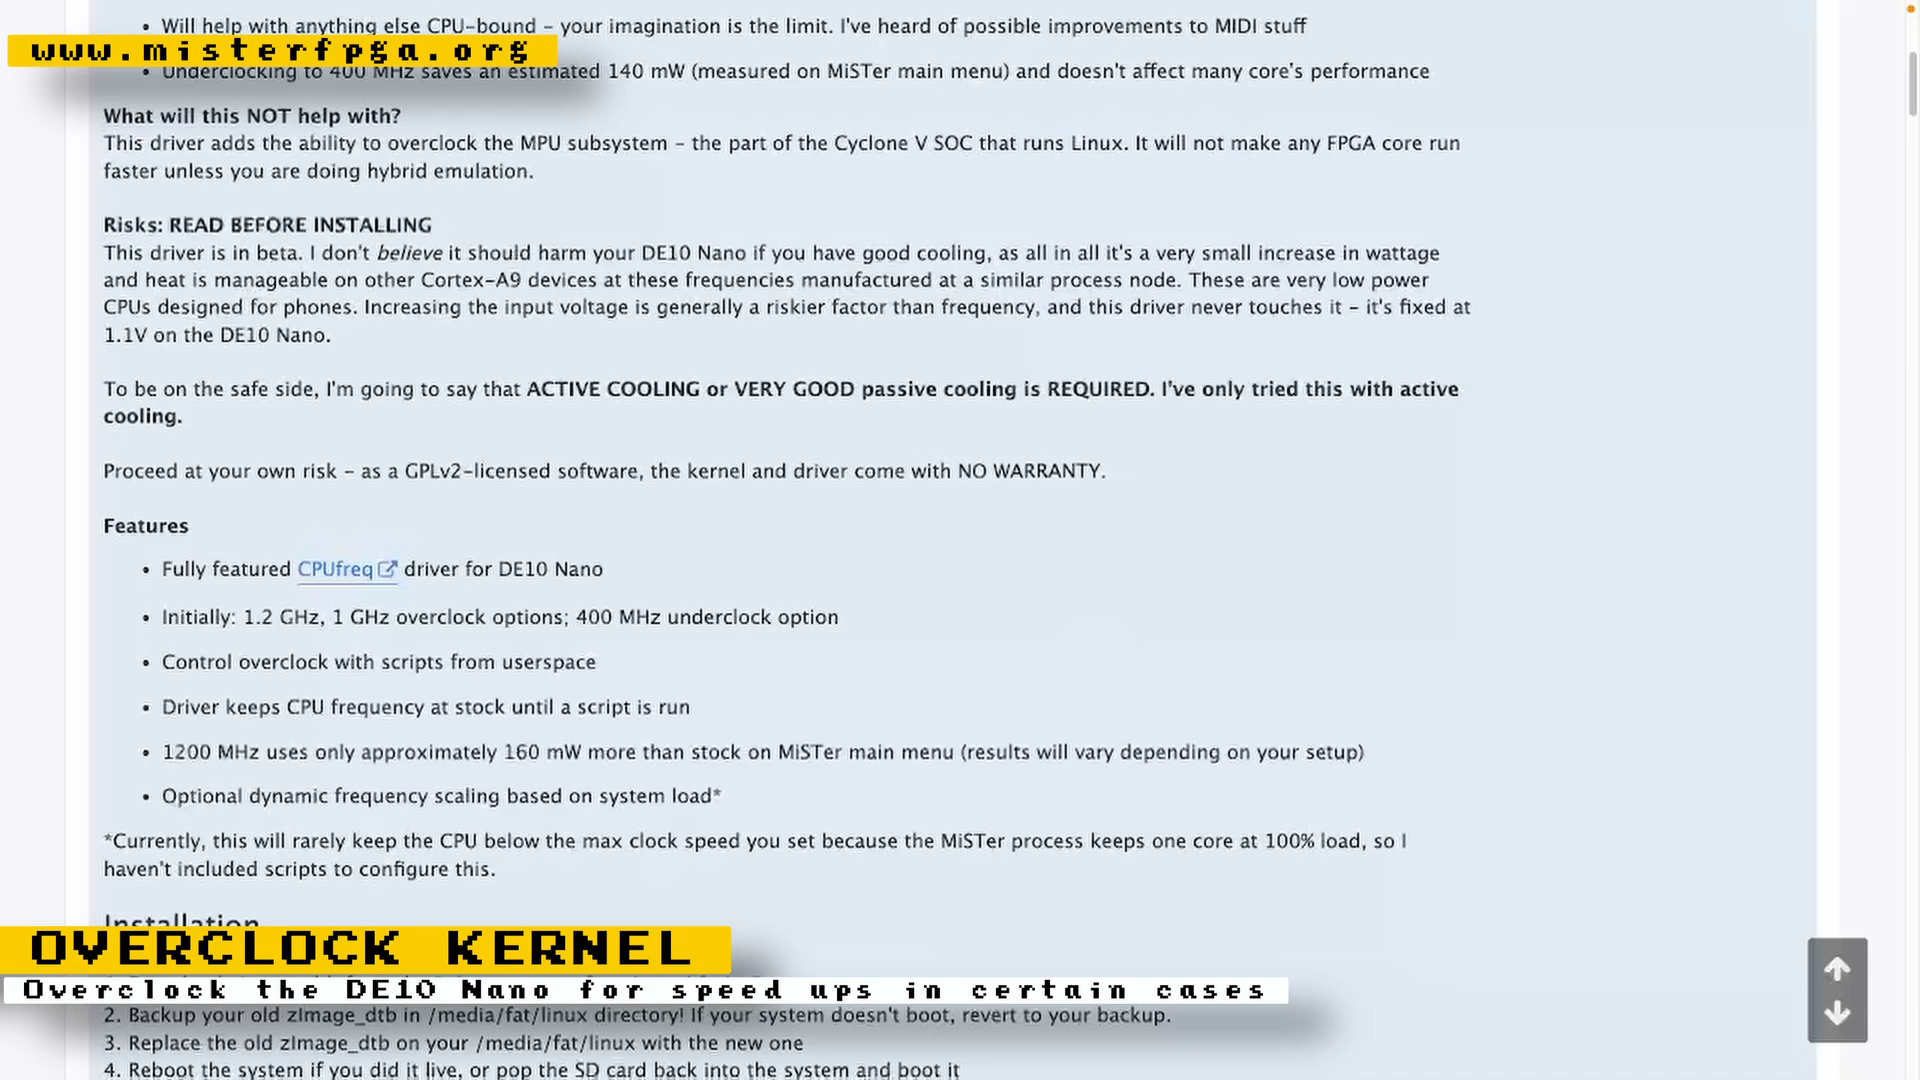 • Will help with anything else CPU-bound – your imagination is the limit. I've heard of possible improvements to MIDI stuff
www.misterfpga.org
• Underclocking to 400 MHz saves an estimated 140 mW (measured on MiSTer main menu) and doesn't affect many core's performance
What will this NOT help with?
This driver adds the ability to overclock the MPU subsystem – the part of the Cyclone V SOC that runs Linux. It will not make any FPGA core run
faster unless you are doing hybrid emulation.
Risks: READ BEFORE INSTALLING
This driver is in beta. I don't believe it should harm your DE10 Nano if you have good cooling, as all in all it's a very small increase in wattage
and heat is manageable on other Cortex-A9 devices at these frequencies manufactured at a similar process node. These are very low power
CPUs designed for phones. Increasing the input voltage is generally a riskier factor than frequency, and this driver never touches it – it's fixed at
1.1V on the DE10 Nano.
To be on the safe side, I'm going to say that ACTIVE COOLING or VERY GOOD passive cooling is REQUIRED. I've only tried this with active
cooling.
Proceed at your own risk – as a GPLv2-licensed software, the kernel and driver come with NO WARRANTY.
Features
• Fully featured CPUfreq driver for DE10 Nano
• Initially: 1.2 GHz, 1 GHz overclock options; 400 MHz underclock option
• Control overclock with scripts from userspace
• Driver keeps CPU frequency at stock until a script is run
• 1200 MHz uses only approximately 160 mW more than stock on MiSTer main menu (results will vary depending on your setup)
• Optional dynamic frequency scaling based on system load*
*Currently, this will rarely keep the CPU below the max clock speed you set because the MiSTer process keeps one core at 100% load, so I
haven't included scripts to configure this.
Installation
OVERCLOCK KERNEL
Overclock the DE10 Nano for speed ups in certain cases
2. Backup your old zImage_dtb in /media/fat/linux directory! If your system doesn't boot, revert to your backup.
3. Replace the old zImage_dtb on your /media/fat/linux with the new one
4. Reboot the system if you did it live, or pop the SD card back into the system and boot it